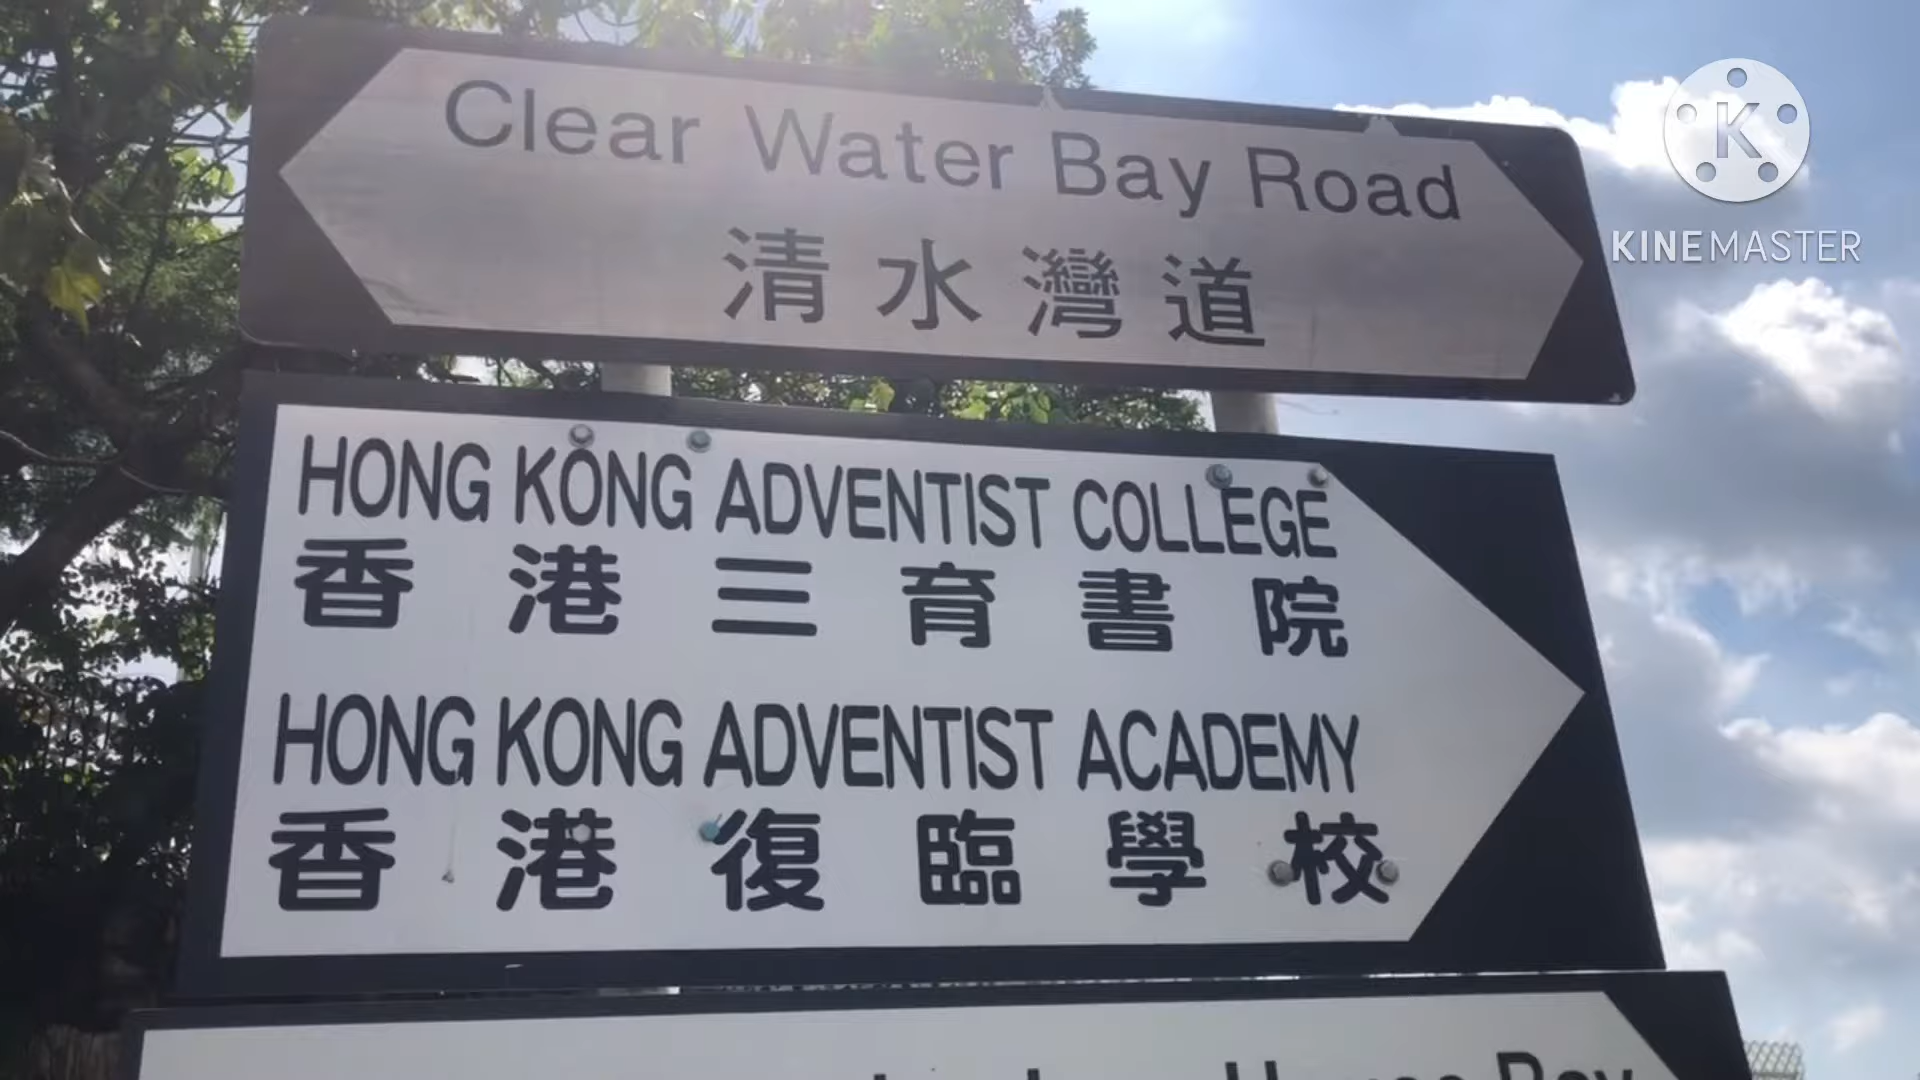 Clear Water Bay Road
清水灣道
KINEMASTER
HONG KONG ADVENTIST COLLEGE
香港三育書院
HONG KONG ADVENTIST ACADEMY
香港復臨學校